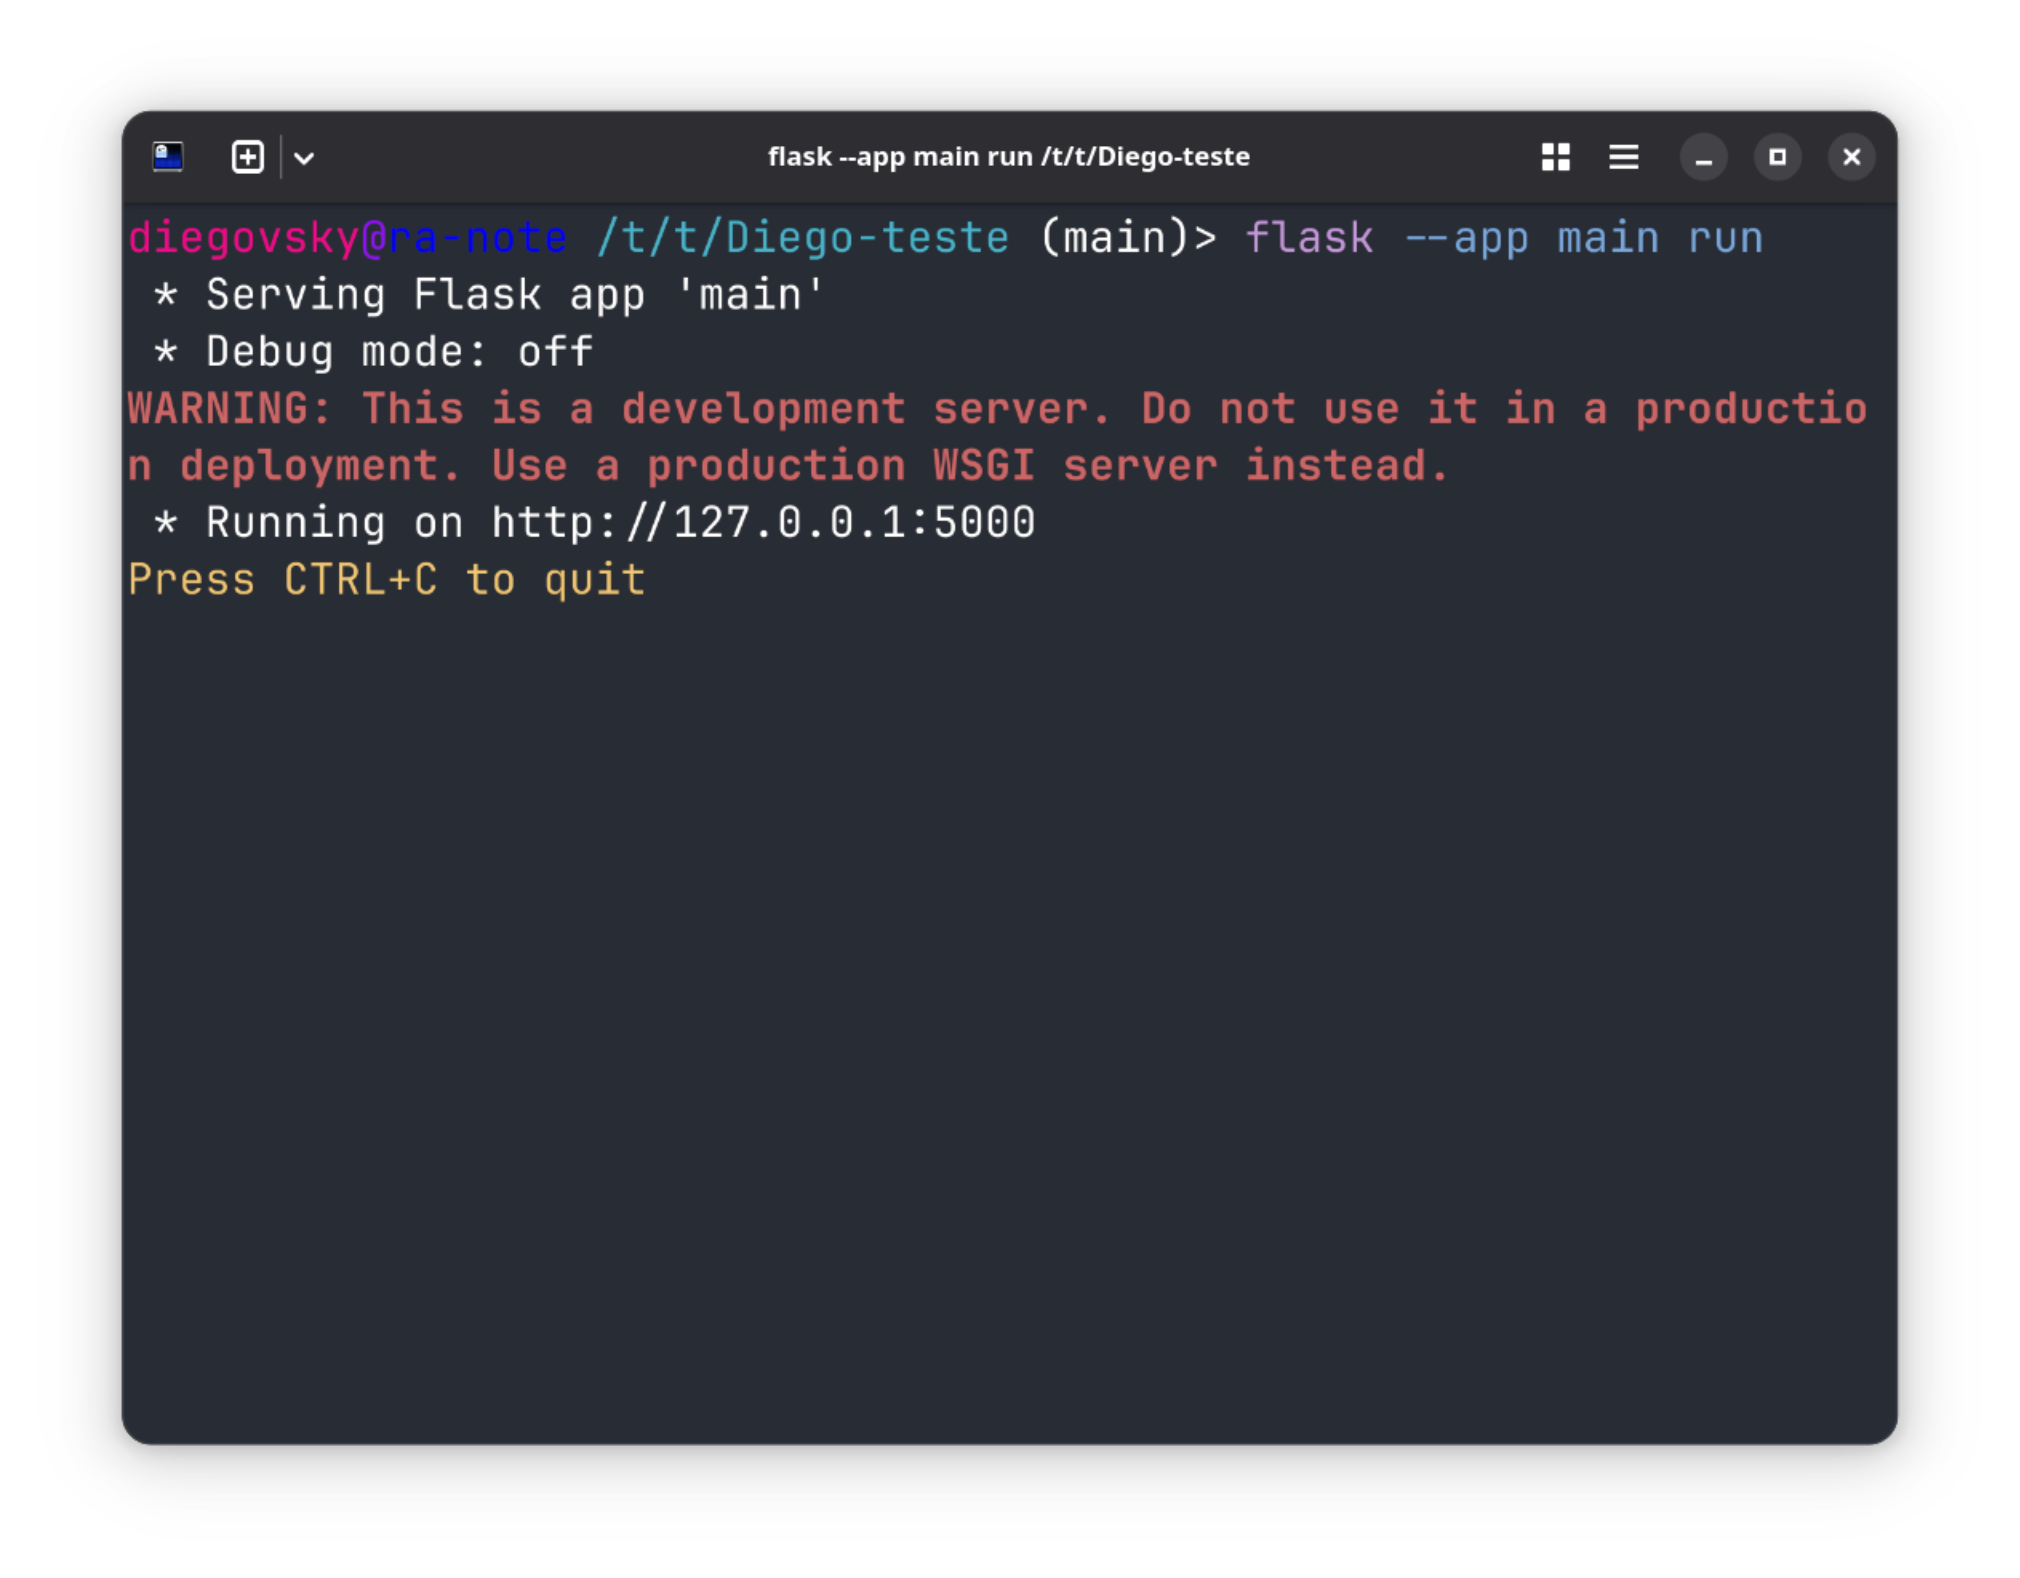 flask --app main run /t/t/Diego-teste
diegovsky@ra-note /t/t/Diego-teste (main)> flask --app main run
 * Serving Flask app 'main'
 * Debug mode: off
WARNING: This is a development server. Do not use it in a productio
n deployment. Use a production WSGI server instead.
 * Running on http://127.0.0.1:5000
Press CTRL+C to quit